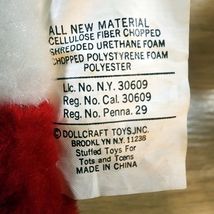 ALL NEW MATERIAL
CELLULOSE FIBER CHOPPED
SHREDDED URETHANE FOAM
CHOPPED POLYSTYRENE FOAM
POLYESTER
Lic. No. N.Y. 30609
Reg. No. Cal. 30609
Reg. No. Penna. 29
© DOLLCRAFT TOYS, INC.
BROOKLYN N.Y. 11236
Stuffed Toys For
Tots and Teens
MADE IN CHINA